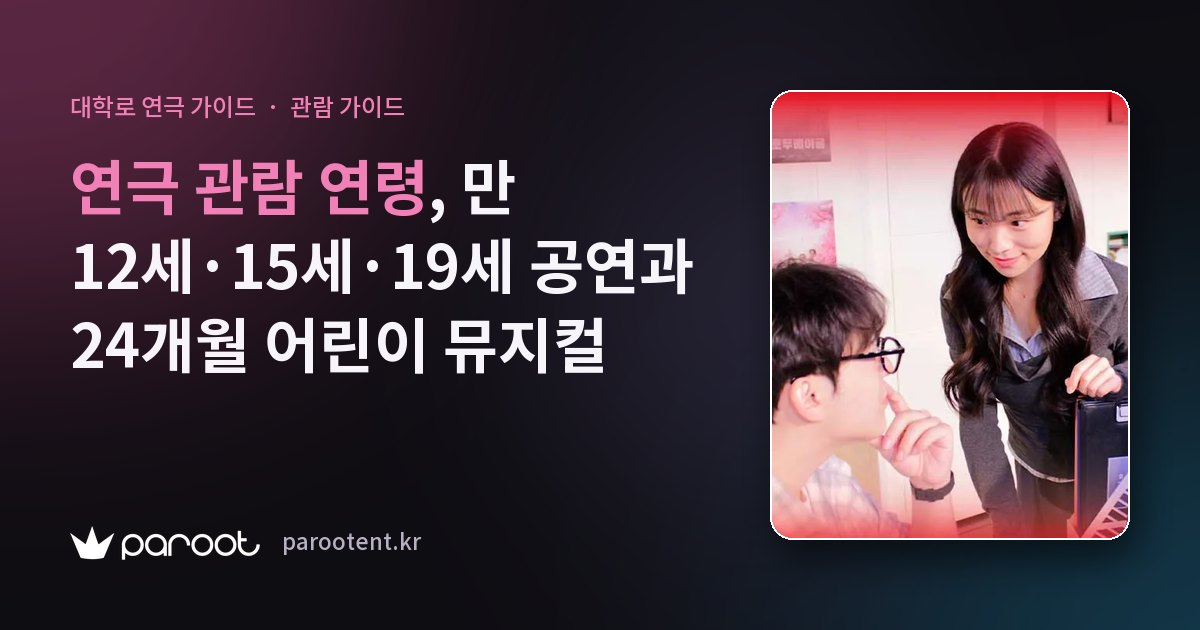 대학로 연극 가이드 · 관람 가이드
연극 관람 연령, 만
12세·15세·19세 공연과
24개월 어린이 뮤지컬
paroot parootent.kr